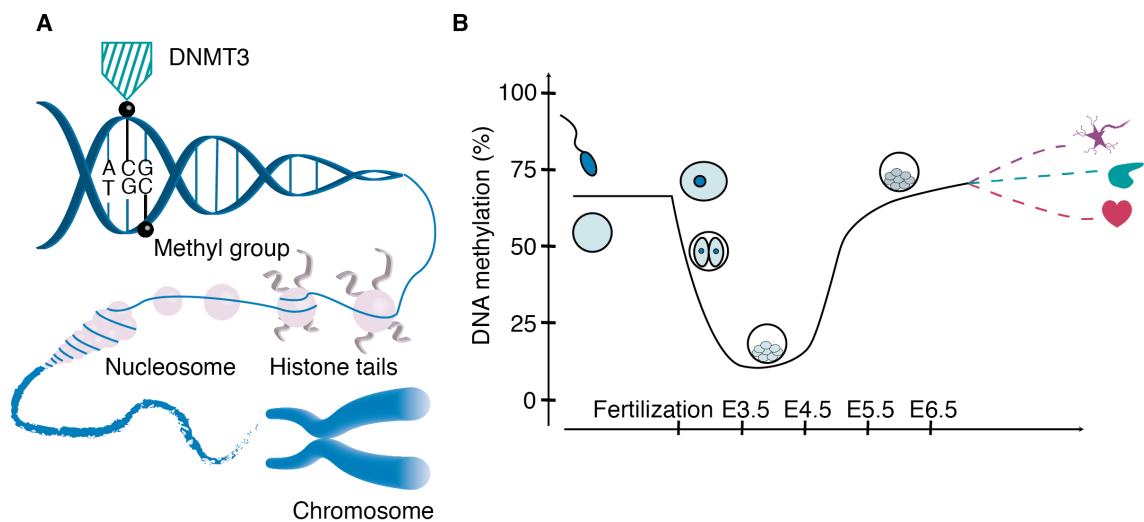 A
DNMT3
A C G
T G C
Methyl group
Nucleosome
Histone tails
Chromosome
B
DNA methylation (%)
100
75
50
25
0
Fertilization E3.5 E4.5 E5.5 E6.5